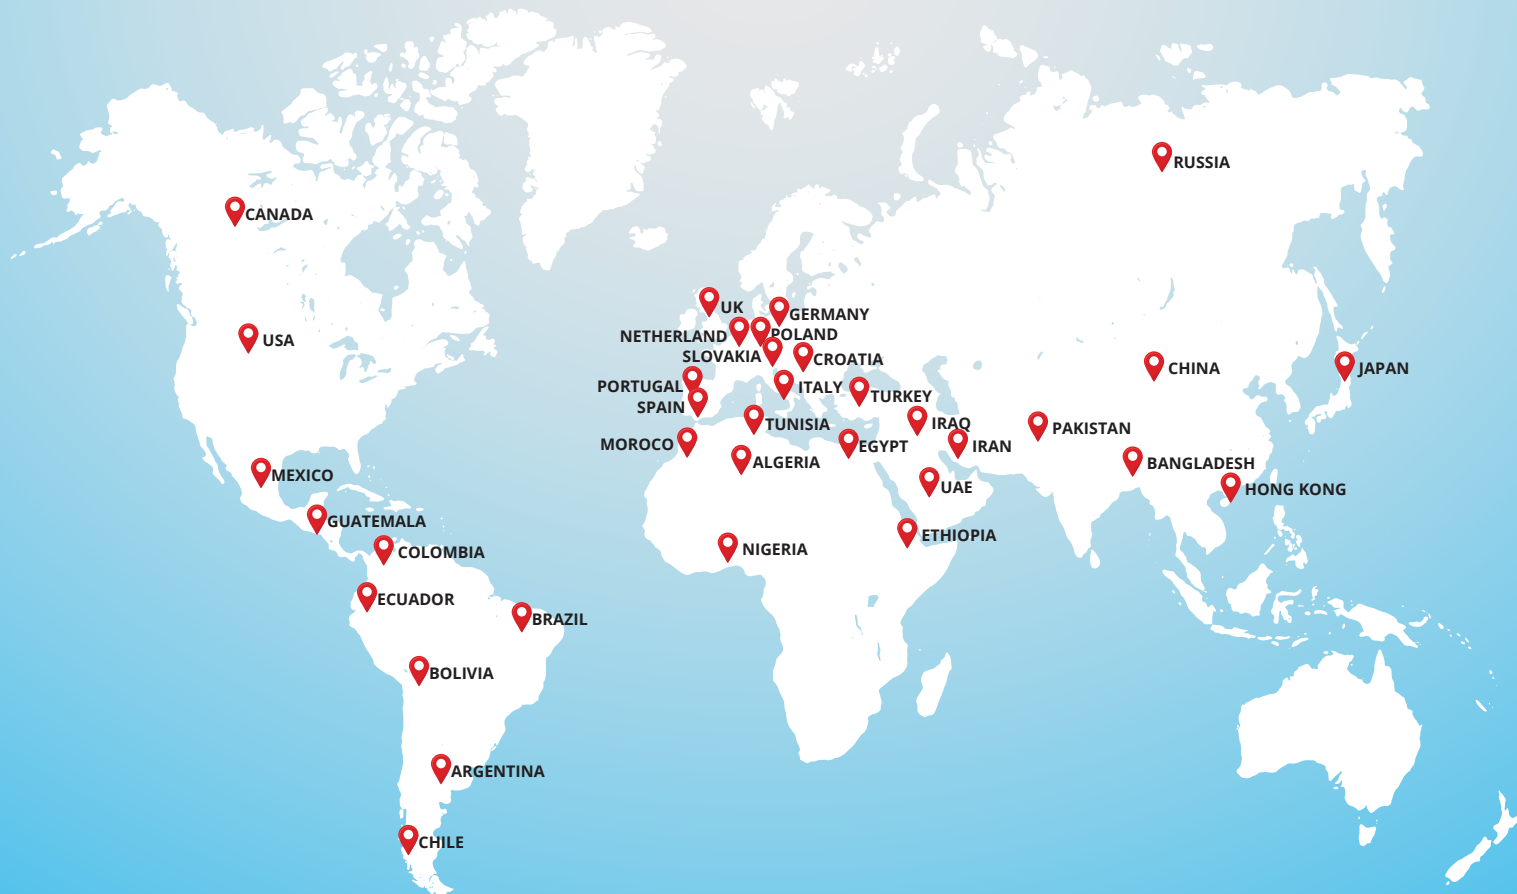 RUSSIA
CANADA
UK
GERMANY
POLAND
NETHERLAND
USA
SLOVAKIA
CROATIA
CHINA
JAPAN
PORTUGAL
ITALY
TURKEY
SPAIN
TUNISIA
IRAQ
PAKISTAN
MOROCO
EGYPT
IRAN
ALGERIA
BANGLADESH
MEXICO
UAE
HONG KONG
GUATEMALA
ETHIOPIA
NIGERIA
COLOMBIA
ECUADOR
BRAZIL
BOLIVIA
ARGENTINA
CHILE